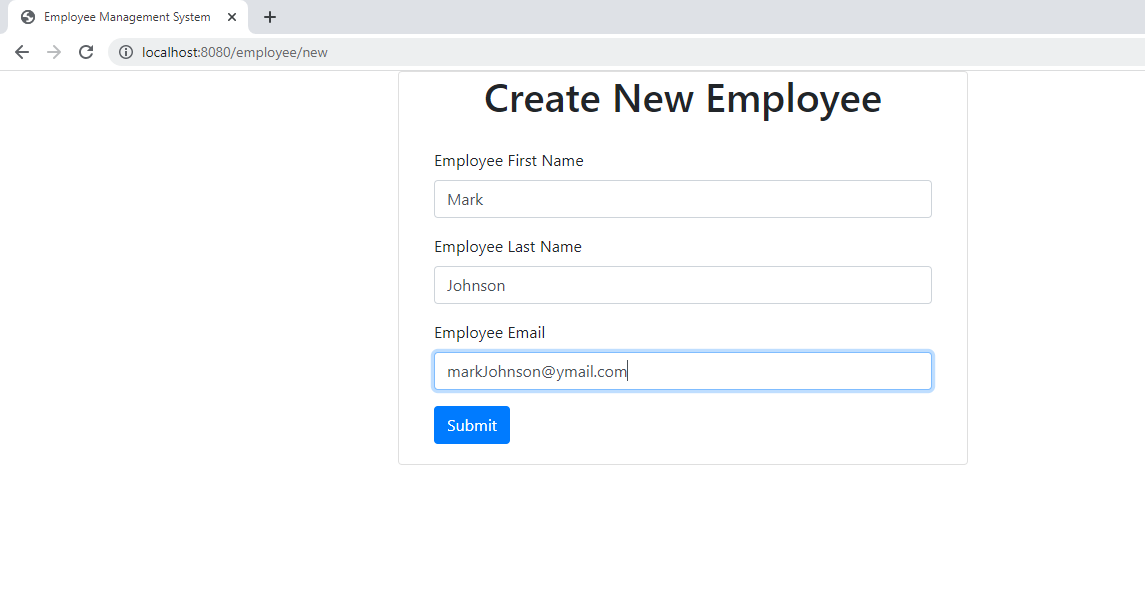 Employee Management System
localhost:8080/employee/new
Create New Employee
Employee First Name
Mark
Employee Last Name
Johnson
Employee Email
markJohnson@ymail.com
Submit